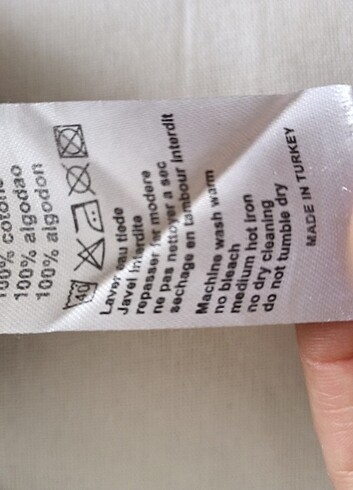 100% cotone
100% algodao
100% algodon
40
Laver eau tiede
Javel interdite
repasser fer modere
ne pas nettoyer a sec
sechage en tambour interdit
Machine wash warm
no bleach
medium hot iron
no dry cleaning
do not tumble dry
MADE IN TURKEY